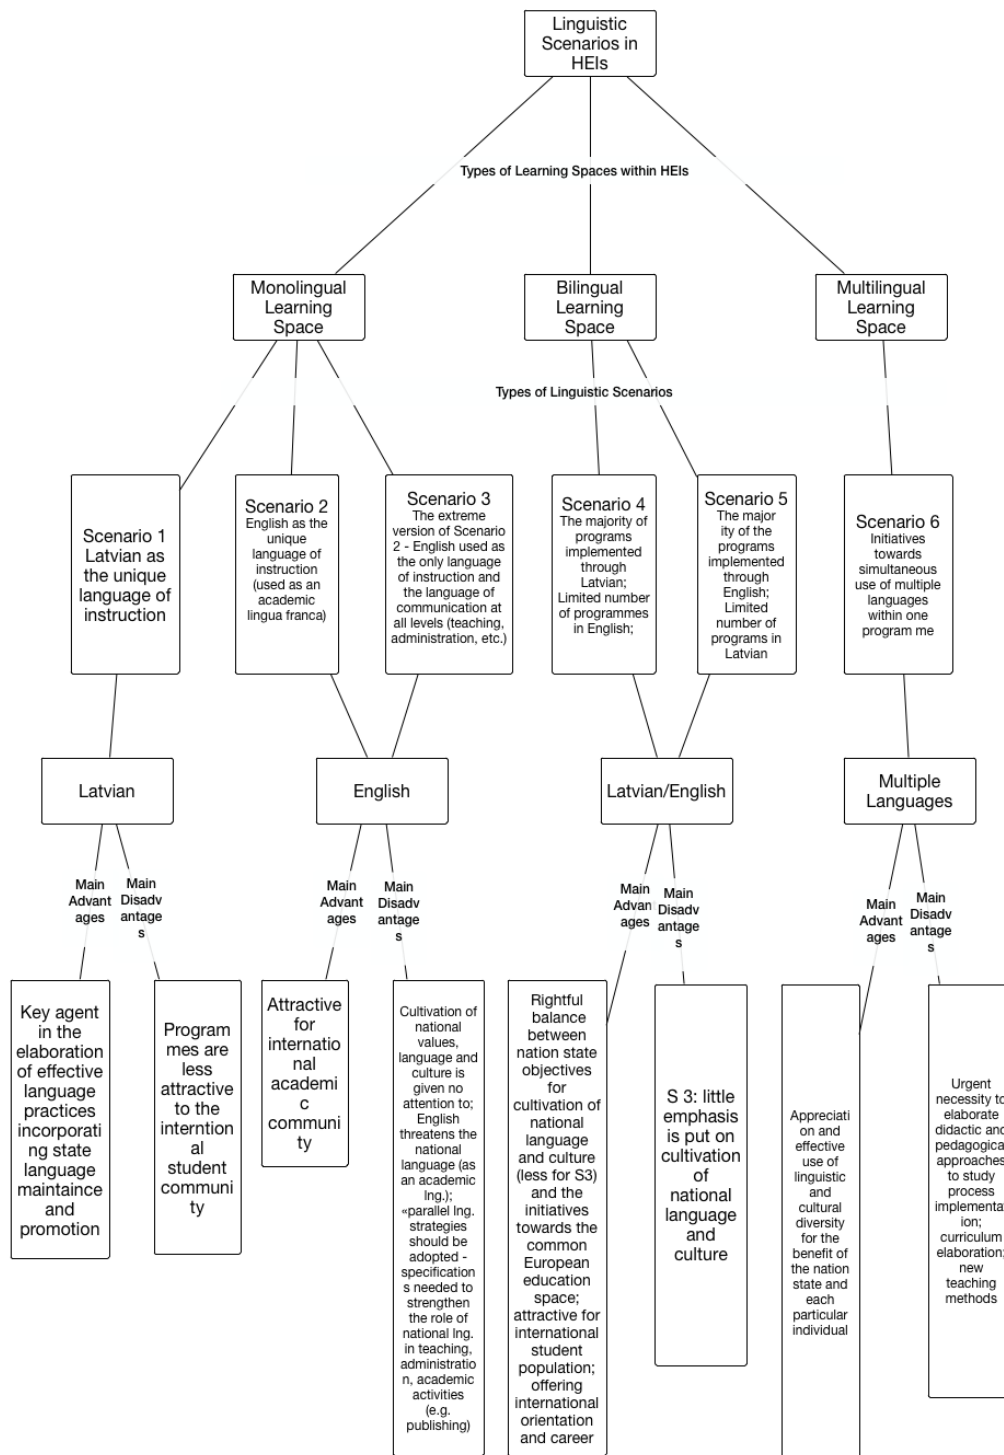 Linguistic
Scenarios in
HEIs
Types of Learning Spaces within HEIs
Monolingual
Learning
Space
Bilingual
Learning
Space
Multilingual
Learning
Space
Types of Linguistic Scenarios
Scenario 1
Latvian as
the unique
language of
instruction
Scenario 2
English as the
unique
language of
instruction
(used as an
academic
lingua franca)
Scenario 3
The extreme
version of Scenario
2 - English used as
the only language
of instruction and
the language of
communication at
all levels (teaching,
administration, etc.)
Scenario 4
The majority of
programs
implemented
through
Latvian;
Limited number
of programmes
in English;
Scenario 5
The major
ity of the
programs
implemented
through
English;
Limited
number of
programs in
Latvian
Scenario 6
Initiatives
towards
simultaneous
use of multiple
languages
within one
program me
Latvian
English
Latvian/English
Multiple
Languages
Main
Advant
ages
Main
Disadv
antage
s
Main
Advant
ages
Main
Disadv
antage
s
Main
Advant
ages
Main
Disadv
antage
s
Main
Advant
ages
Main
Disadv
antage
s
Key agent
in the
elaboration
of effective
language
practices
incorporati
ng state
language
maintaince
and
promotion
Program
mes are
less
attractive
to the
interntion
al
student
communi
ty
Attractive
for
internatio
nal
academi
c
communi
ty
Cultivation of
national
values,
language and
culture is
given no
attention to;
English
threatens the
national
language (as
an academic
lng.);
«parallel lng.
strategies
should be
adopted -
specification
s needed to
strengthen
the role of
national lng.
in teaching,
administratio
n, academic
activities
(e.g.
publishing)
Rightful
balance
between
nation state
objectives
for
cultivation of
national
language
and culture
(less for S3)
and the
initiatives
towards the
common
European
education
space;
attractive for
international
student
population;
offering
international
orientation
and career
S 3: little
emphasis
is put on
cultivation
of
national
language
and
culture
Appreciati
on and
effective
use of
linguistic
and
cultural
diversity
for the
benefit of
the nation
state and
each
particular
individual
Urgent
necessity to
elaborate
didactic and
pedagogical
approaches
to study
process
implementat
ion;
curriculum
elaboration;
new
teaching
methods